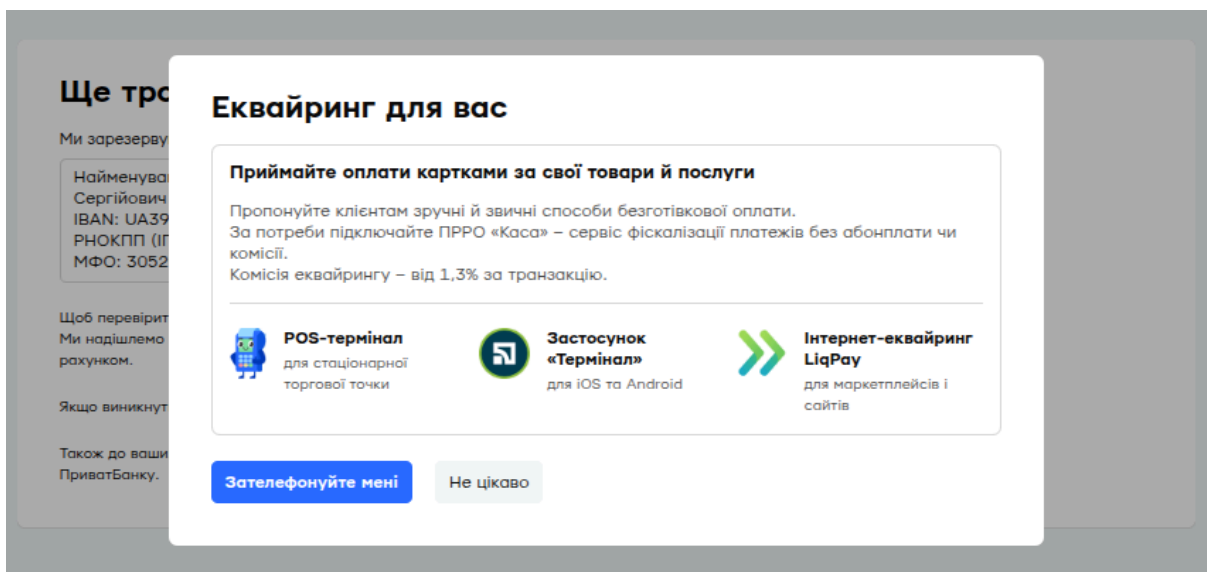 Ще
Ми зарезерву
Найменува
Сергійович
IBAN: UA39
РНОКПП (ІП
МФО: 3052
Щоб перевірит
Ми надішлемо
рахунком.
Якщо виникнут
Також до ваши
ПриватБанку.
Еквайринг для вас
Приймайте оплати картками за свої товари й послуги
Пропонуйте клієнтам зручні й звичні способи безготівкової оплати.
За потреби підключайте ПРРО «Каса» – сервіс фіскалізації платежів без абонплати чи
комісії.
Комісія еквайрингу – від 1,3% за транзакцію.
POS-термінал
для стаціонарної
торгової точки
Застосунок
«Термінал»
для iOS та Android
Інтернет-еквайринг
LiqPay
для маркетплейсів і
сайтів
Зателефонуйте мені
Не цікаво